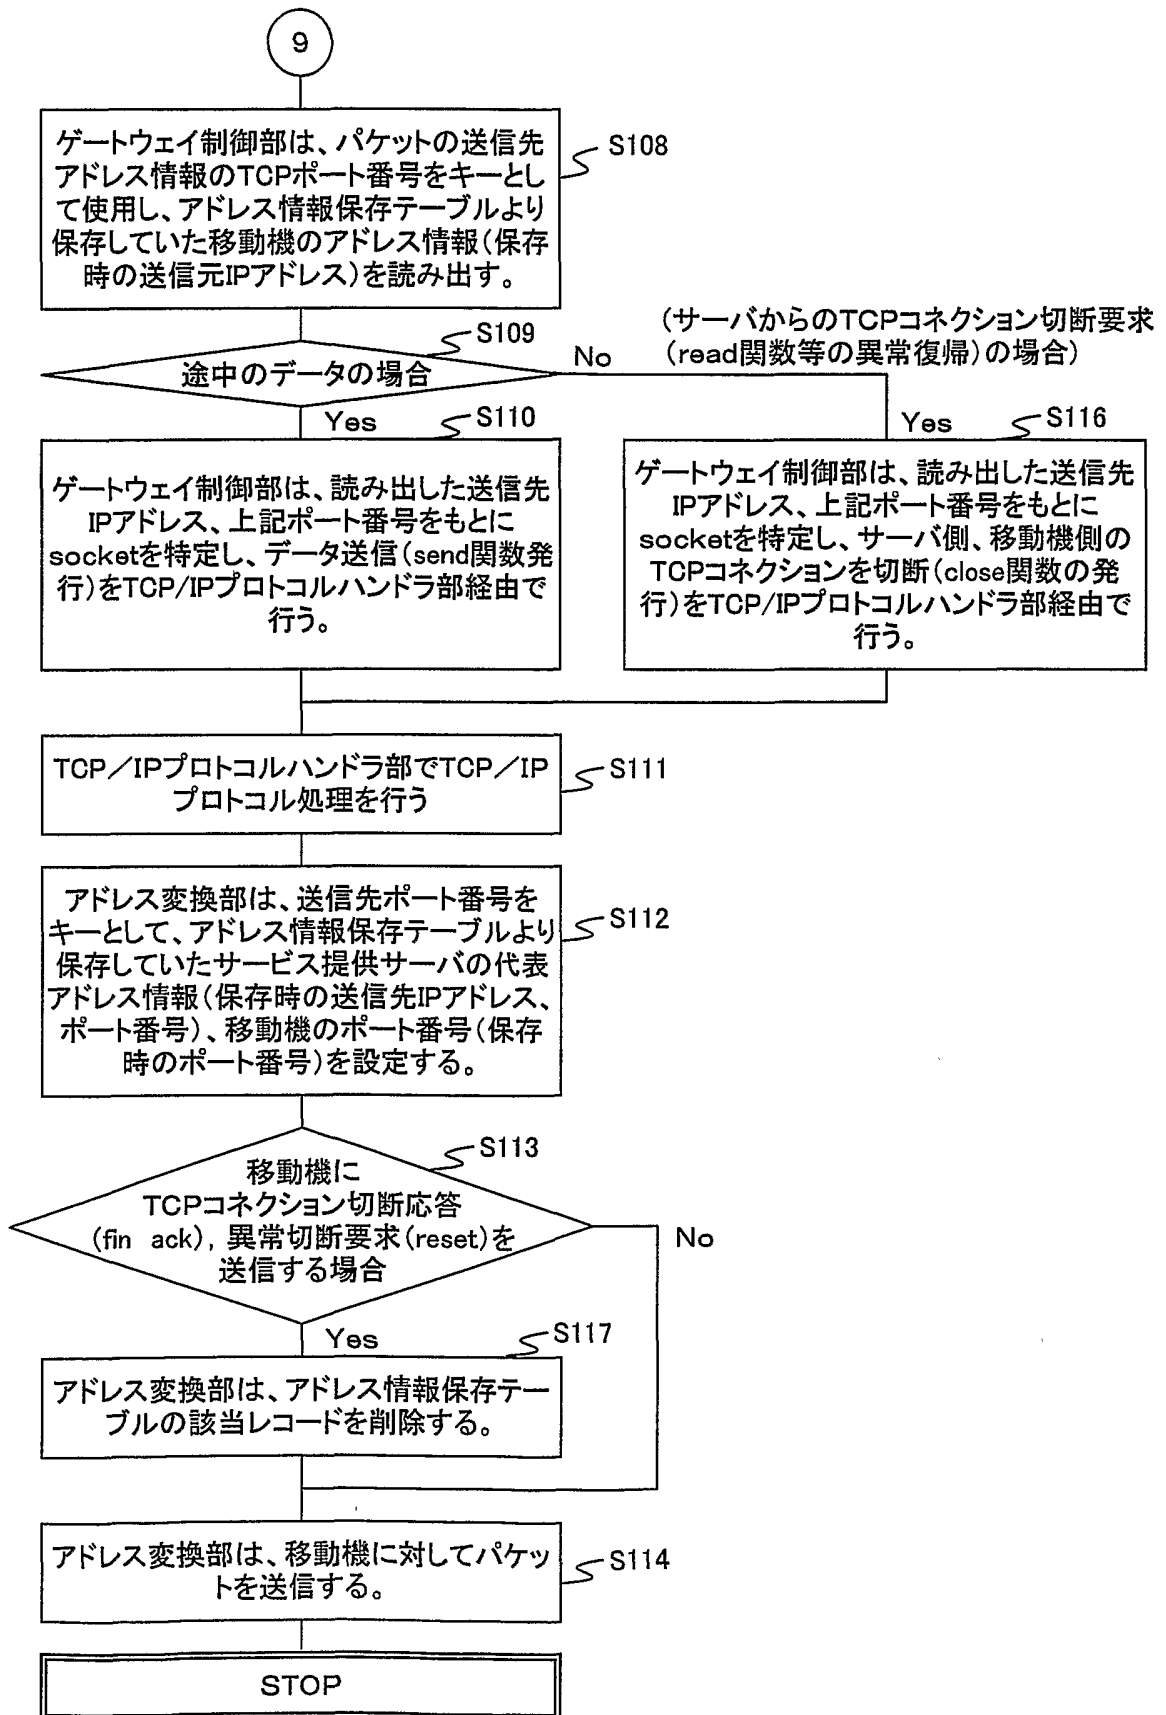 9
ゲートウェイ制御部は、パケットの送信先
アドレス情報のTCPポート番号をキーとし
て使用し、アドレス情報保存テーブルより
保存していた移動機のアドレス情報(保存
時の送信元IPアドレス)を読み出す。
S108
S109
途中のデータの場合
No
(サーバからのTCPコネクション切断要求
(read関数等の異常復帰)の場合)
Yes
S110
Yes
S116
ゲートウェイ制御部は、読み出した送信先
IPアドレス、上記ポート番号をもとに
socketを特定し、データ送信(send関数発
行)をTCP/IPプロトコルハンドラ部経由で
行う。
ゲートウェイ制御部は、読み出した送信先
IPアドレス、上記ポート番号をもとに
socketを特定し、サーバ側、移動機側の
TCPコネクションを切断(close関数の発
行)をTCP/IPプロトコルハンドラ部経由で
行う。
TCP/IPプロトコルハンドラ部でTCP/IP
プロトコル処理を行う
S111
アドレス変換部は、送信先ポート番号を
キーとして、アドレス情報保存テーブルより
保存していたサービス提供サーバの代表
アドレス情報(保存時の送信先IPアドレス、
ポート番号)、移動機のポート番号(保存
時のポート番号)を設定する。
S112
S113
移動機に
TCPコネクション切断応答
(fin ack), 異常切断要求(reset)を
送信する場合
No
Yes
S117
アドレス変換部は、アドレス情報保存テー
ブルの該当レコードを削除する。
アドレス変換部は、移動機に対してパケッ
トを送信する。
S114
STOP